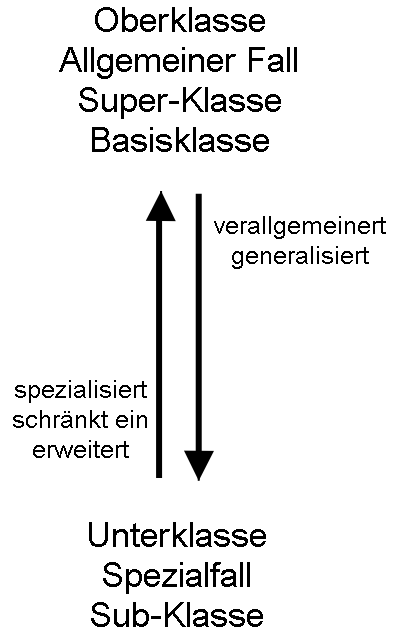 Oberklasse
Allgemeiner Fall
Super-Klasse
Basisklasse
verallgemeinert
generalisiert
spezialisiert
schränkt ein
erweitert
Unterklasse
Spezialfall
Sub-Klasse